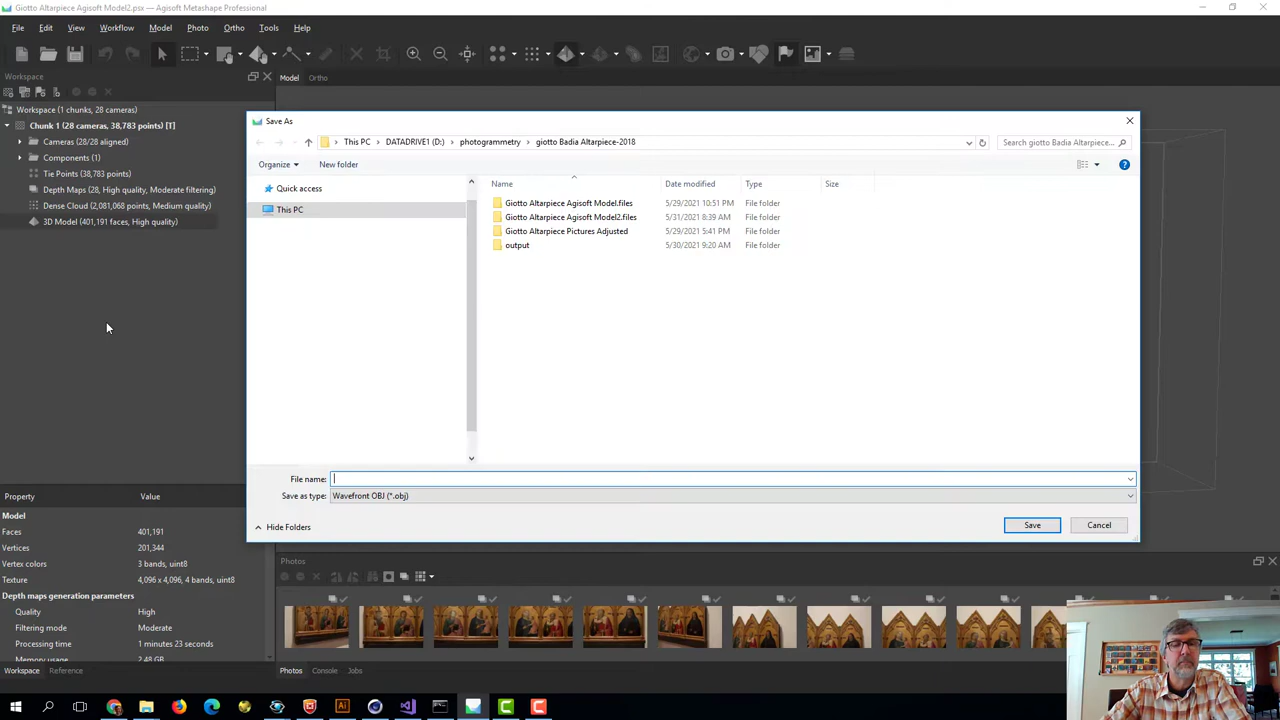 Giotto Altarpiece Agisoft Model2.psx — Agisoft Metashape Professional
File Edit View Workflow Model Photo Ortho Tools Help
Workspace
Model Ortho
Workspace (1 chunks, 28 cameras)
Chunk 1 (28 cameras, 38,783 points) [T]
Cameras (28/28 aligned)
Components (1)
Tie Points (38,783 points)
Depth Maps (28, High quality, Moderate filtering)
Dense Cloud (2,081,068 points, Medium quality)
3D Model (401,191 faces, High quality)
Save As
This PC DATADRIVE1 (D:) photogrammetry giotto Badia Altarpiece-2018
Search giotto Badia Altarpiece...
Organize New folder
Quick access
This PC
Name Date modified Type Size
Giotto Altarpiece Agisoft Model.files 5/29/2021 10:51 PM File folder
Giotto Altarpiece Agisoft Model2.files 5/31/2021 8:39 AM File folder
Giotto Altarpiece Pictures Adjusted 5/29/2021 5:41 PM File folder
output 5/30/2021 9:20 AM File folder
File name:
Save as type: Wavefront OBJ (*.obj)
Hide Folders
Save Cancel
Property Value
Model
Faces 401,191
Vertices 201,344
Vertex colors 3 bands, uint8
Texture 4,096 x 4,096, 4 bands, uint8
Depth maps generation parameters
Quality High
Filtering mode Moderate
Processing time 1 minutes 23 seconds
Memory usage 2.48 GB
Workspace Reference
Photos
Photos Console Jobs